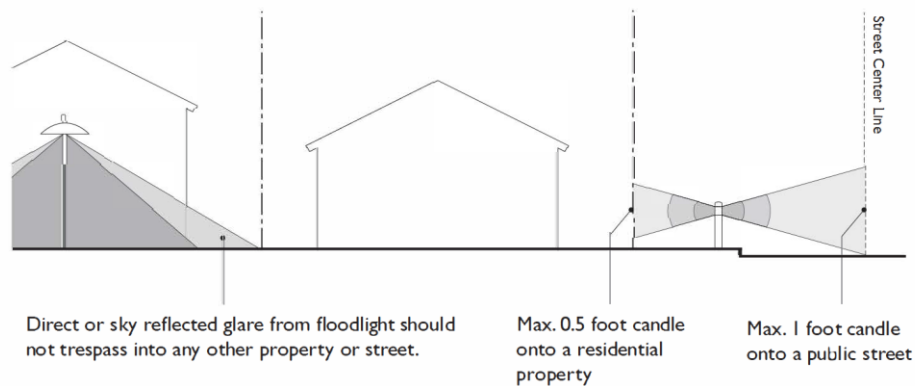 Street Center Line
Direct or sky reflected glare from floodlight should
not trespass into any other property or street.
Max. 0.5 foot candle
onto a residential
property
Max. 1 foot candle
onto a public street